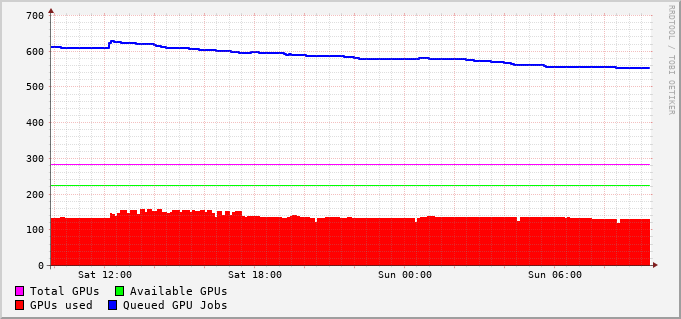 700
600
500
400
300
200
100
0
Sat 12:00 Sat 18:00 Sun 00:00 Sun 06:00
Total GPUs Available GPUs
GPUs used Queued GPU Jobs
RRDTOOL / TOBI OETIKER